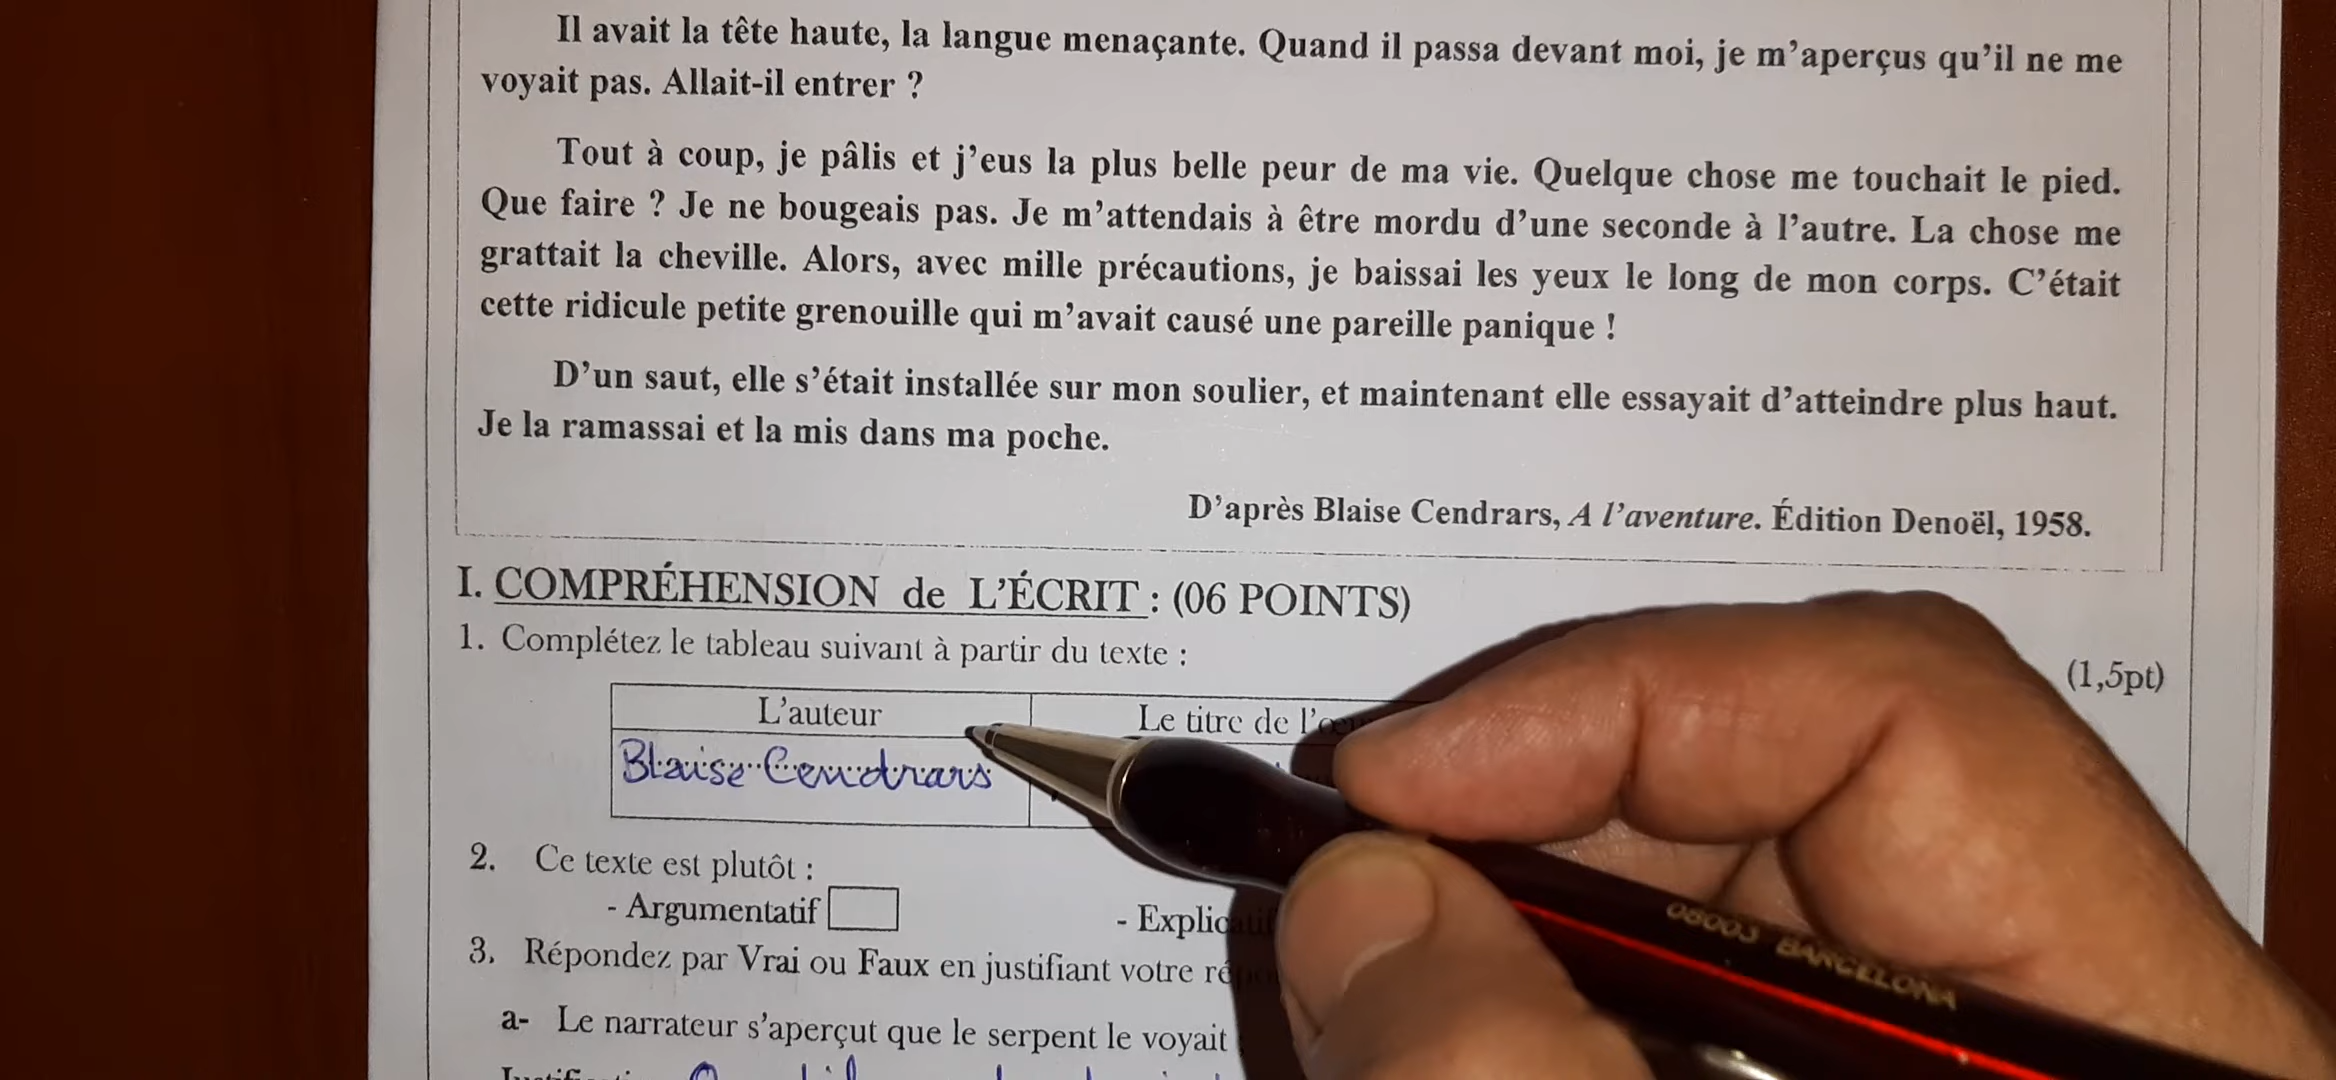 Il avait la tête haute, la langue menaçante. Quand il passa devant moi, je m'aperçus qu'il ne me
voyait pas. Allait-il entrer ?
Tout à coup, je pâlis et j'eus la plus belle peur de ma vie. Quelque chose me touchait le pied.
Que faire ? Je ne bougeais pas. Je m'attendais à être mordu d'une seconde à l'autre. La chose me
grattait la cheville. Alors, avec mille précautions, je baissai les yeux le long de mon corps. C'était
cette ridicule petite grenouille qui m'avait causé une pareille panique !
D'un saut, elle s'était installée sur mon soulier, et maintenant elle essayait d'atteindre plus haut.
Je la ramassai et la mis dans ma poche.
D'après Blaise Cendrars, A l'aventure. Édition Denoël, 1958.
I. COMPRÉHENSION de L'ÉCRIT : (06 POINTS)
1. Complétez le tableau suivant à partir du texte :
(1,5pt)
L'auteur
Le titre de
Blaise Cendrars
2. Ce texte est plutôt :
- Argumentatif
- Explicatif
3. Répondez par Vrai ou Faux en justifiant votre
a- Le narrateur s'aperçut que le serpent le voyait
08003 BARCELONA